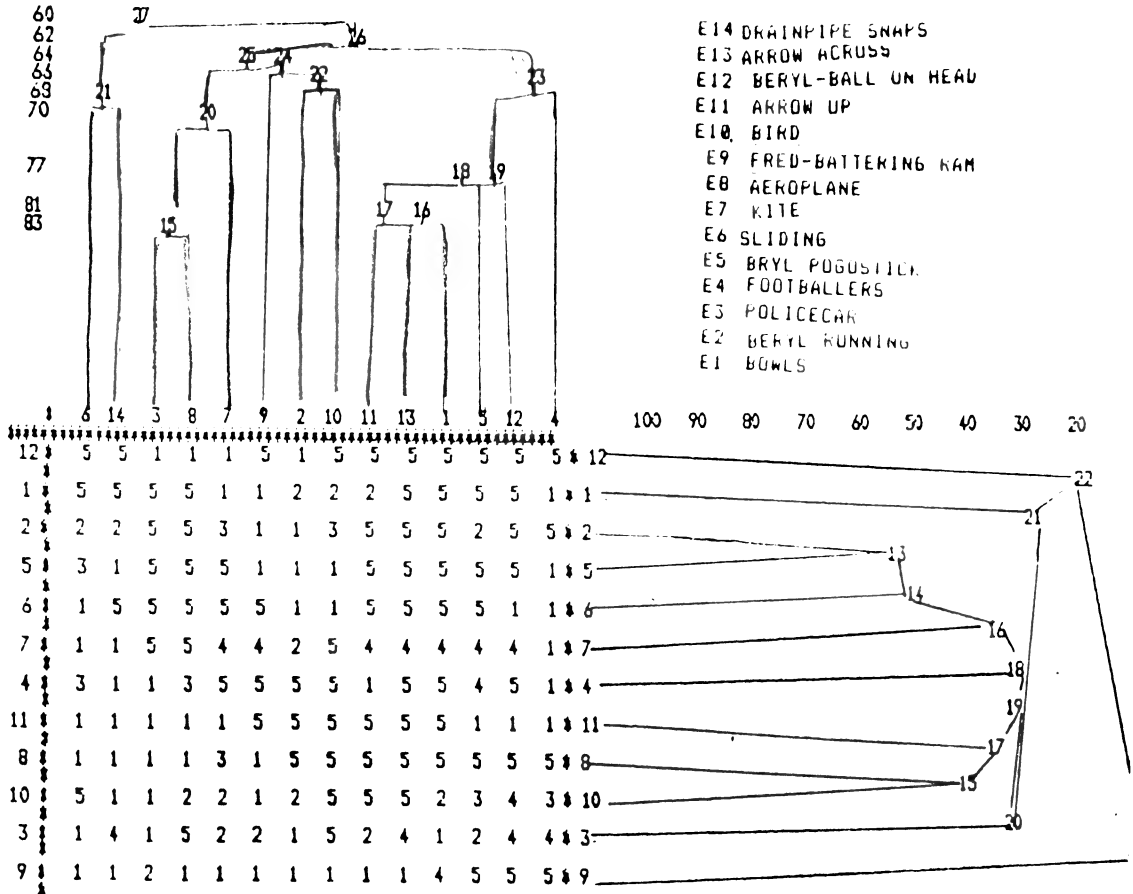 60
62
64
65
69
70
77
81
83
27
26
25 24
22 23
21
20
18 19
17 16
15
E14 DRAINPIPE SNAPS
E13 ARROW ACROSS
E12 BERYL-BALL ON HEAD
E11 ARROW UP
E10. BIRD
E9 FRED-BATTERING RAM
E8 AEROPLANE
E7 KITE
E6 SLIDING
E5 BRYL POGOSTICK
E4 FOOTBALLERS
E3 POLICECAR
E2 BERYL RUNNING
E1 BOWLS
6 14 3 8 7 9 2 10 11 13 1 5 12 4
100 90 80 70 60 50 40 30 20
12 5 5 1 1 1 5 1 5 5 5 5 5 5 5 12
1 5 5 5 5 1 1 2 2 2 5 5 5 5 1 1
2 2 2 5 5 3 1 1 3 5 5 5 2 5 5 2
5 3 1 5 5 5 1 1 1 5 5 5 5 5 1 5
6 1 5 5 5 5 5 1 1 5 5 5 5 1 1 6
7 1 1 5 5 4 4 2 5 4 4 4 4 4 1 7
4 3 1 1 3 5 5 5 5 1 5 5 4 5 1 4
11 1 1 1 1 1 5 5 5 5 5 5 1 1 1 11
8 1 1 1 1 3 1 5 5 5 5 5 5 5 5 8
10 5 1 1 2 2 1 2 5 5 5 2 3 4 3 10
3 1 4 1 5 2 2 1 5 2 4 1 2 4 4 3
9 1 1 2 1 1 1 1 1 1 1 4 5 5 5 9
22
21
13
14
16
18
19
17
15
20